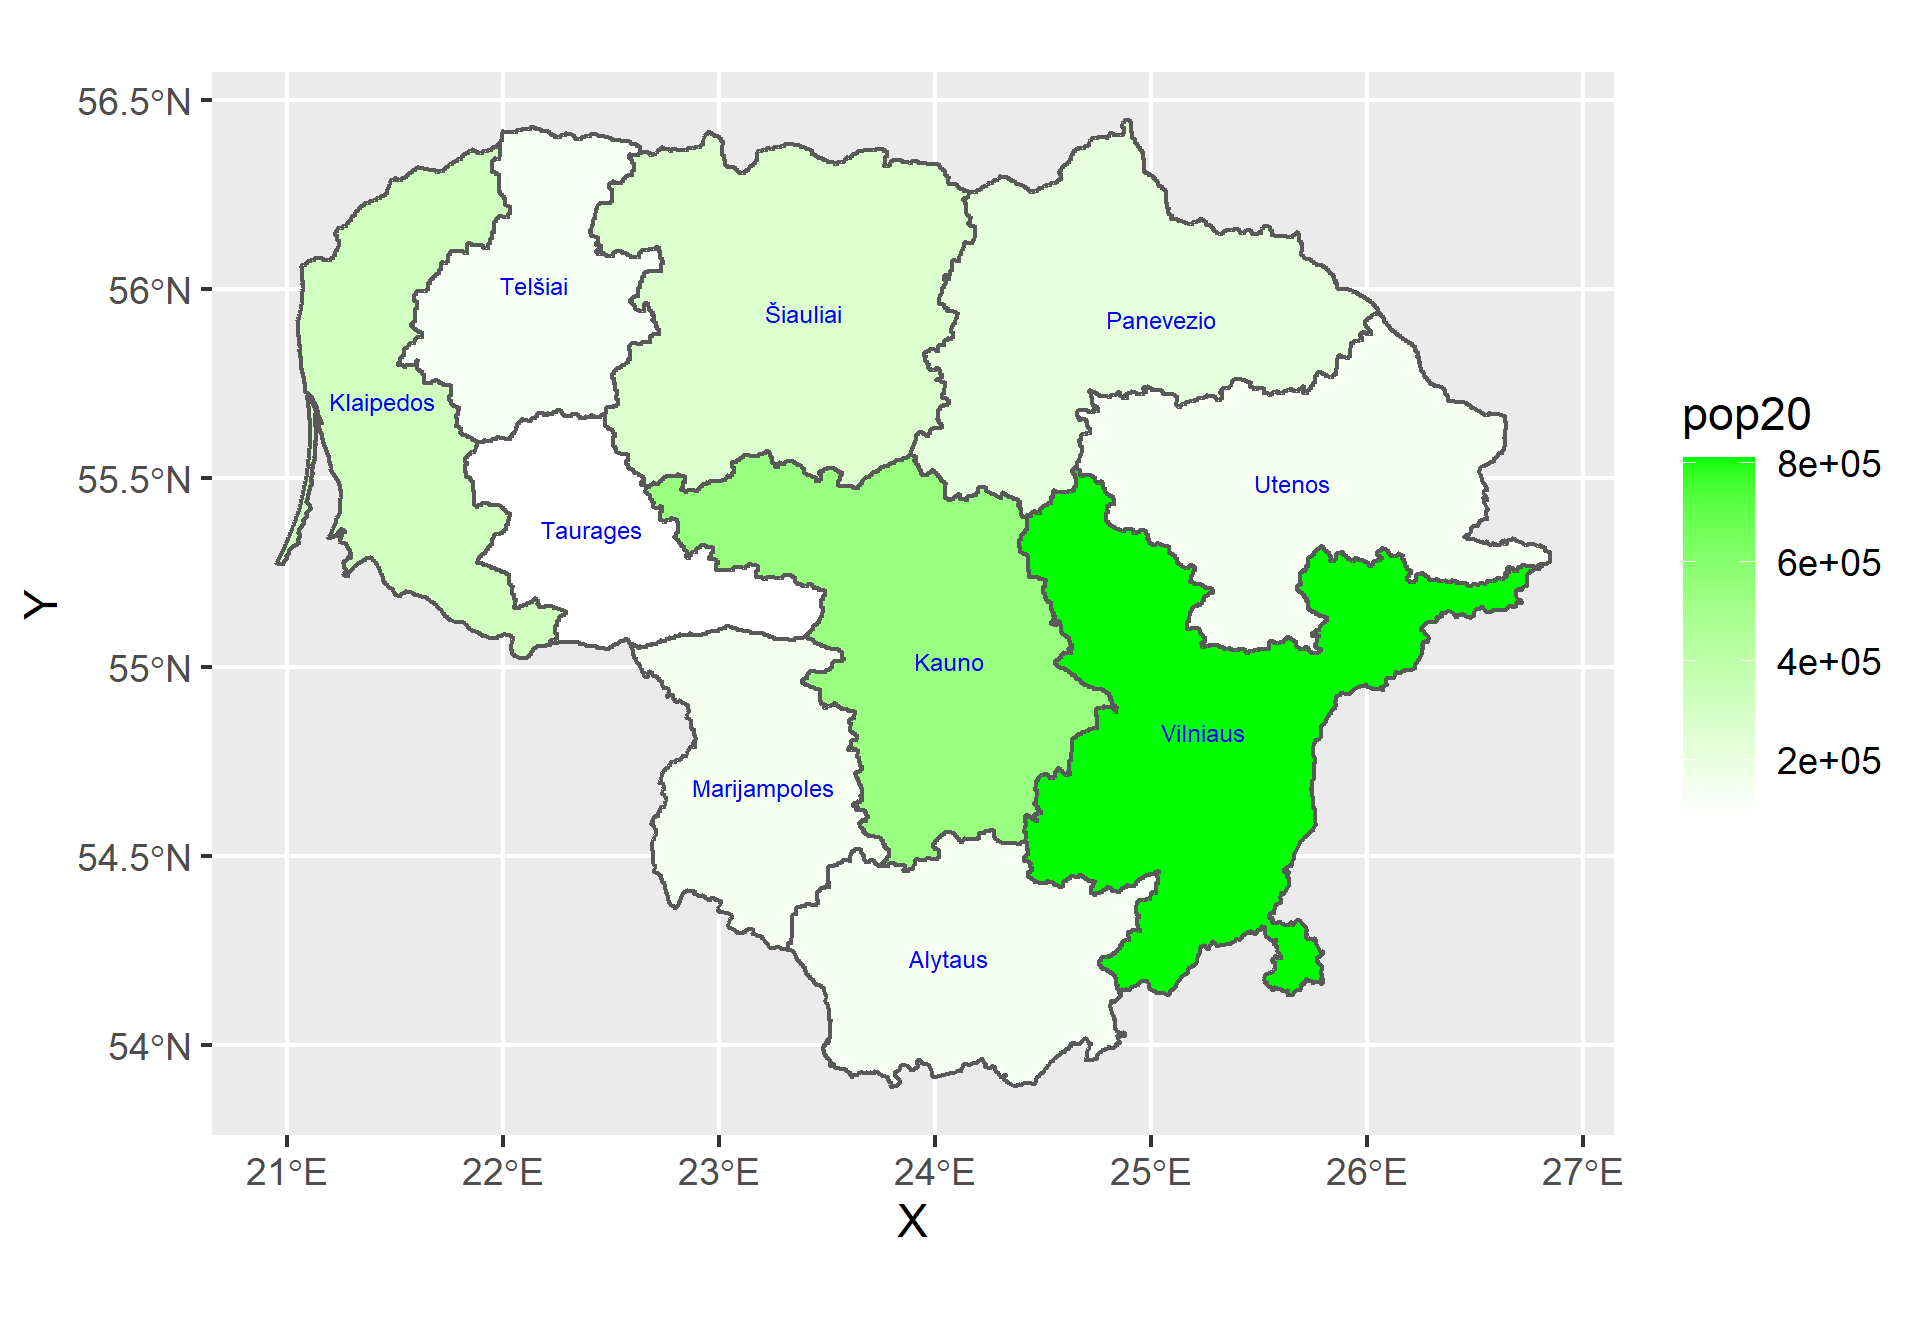 56.5°N
56°N
55.5°N
55°N
54.5°N
54°N
Y
Telšiai
Šiauliai
Panevezio
Klaipedos
Utenos
Taurages
Kauno
Vilniaus
Marijampoles
Alytaus
21°E 22°E 23°E 24°E 25°E 26°E 27°E
X
pop20
8e+05
6e+05
4e+05
2e+05